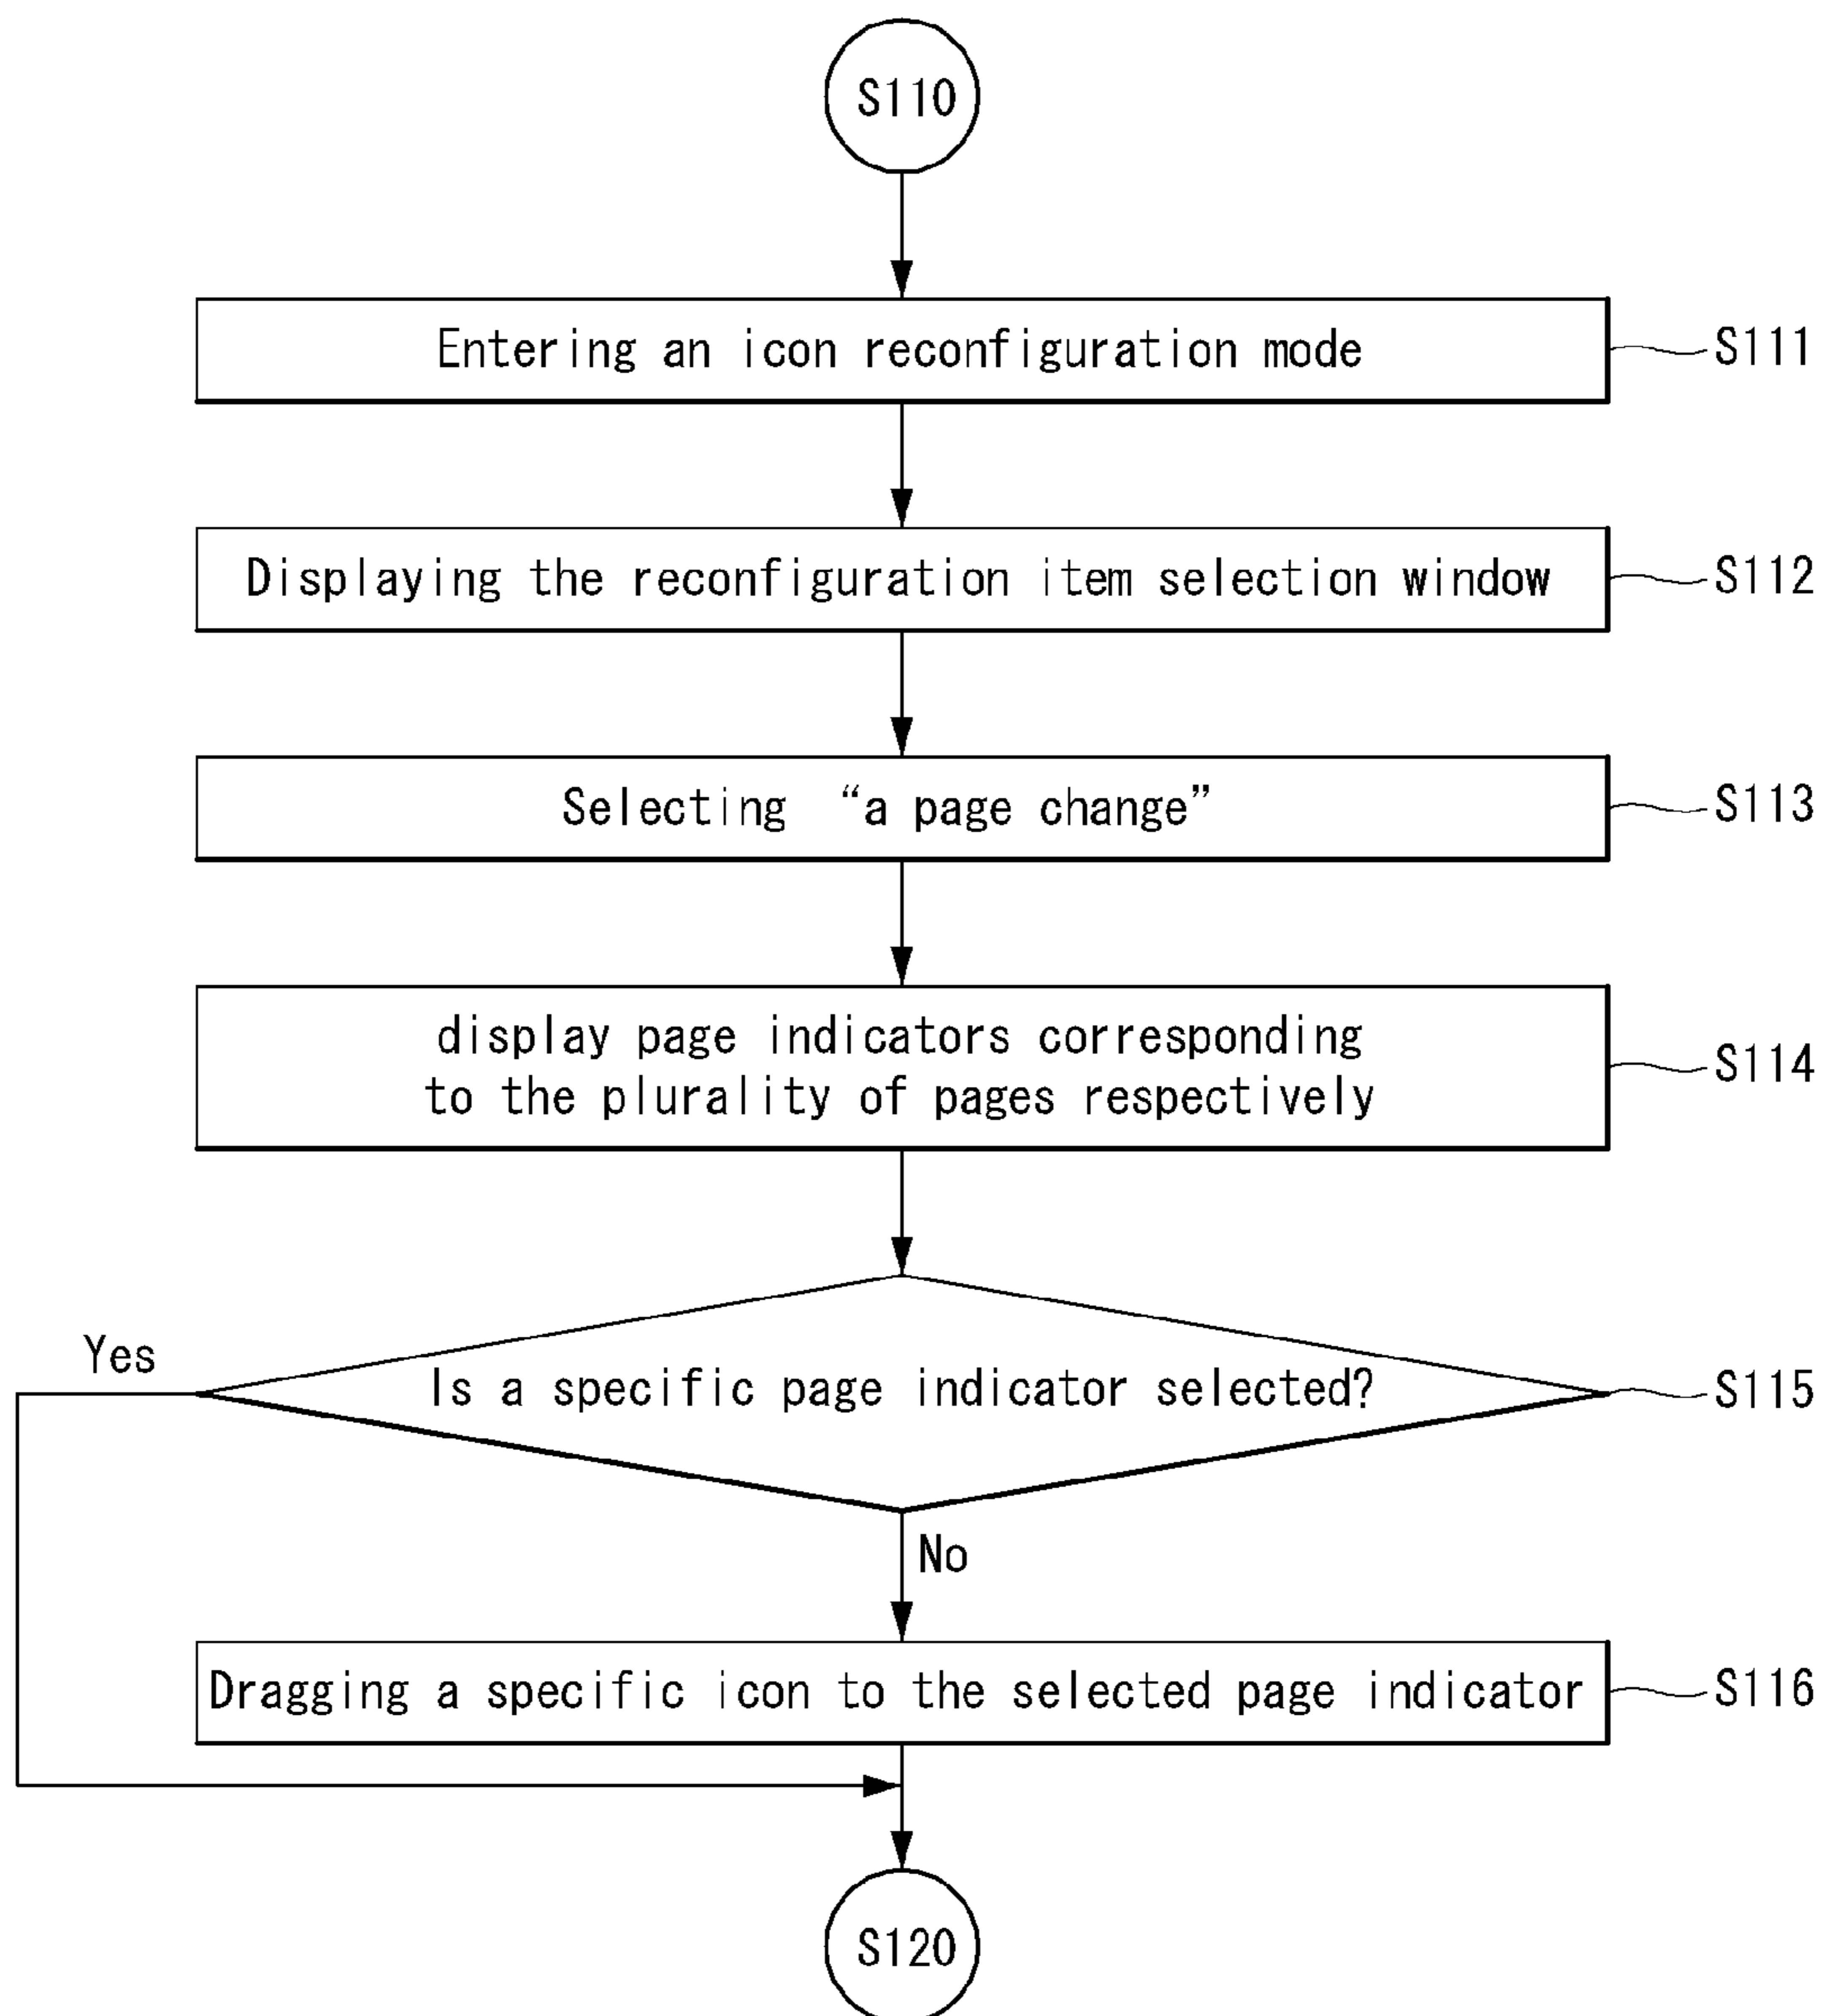 S110
Entering an icon reconfiguration mode
S111
Displaying the reconfiguration item selection window
S112
Selecting “a page change”
S113
display page indicators corresponding
to the plurality of pages respectively
S114
Yes
Is a specific page indicator selected?
S115
No
Dragging a specific icon to the selected page indicator
S116
S120